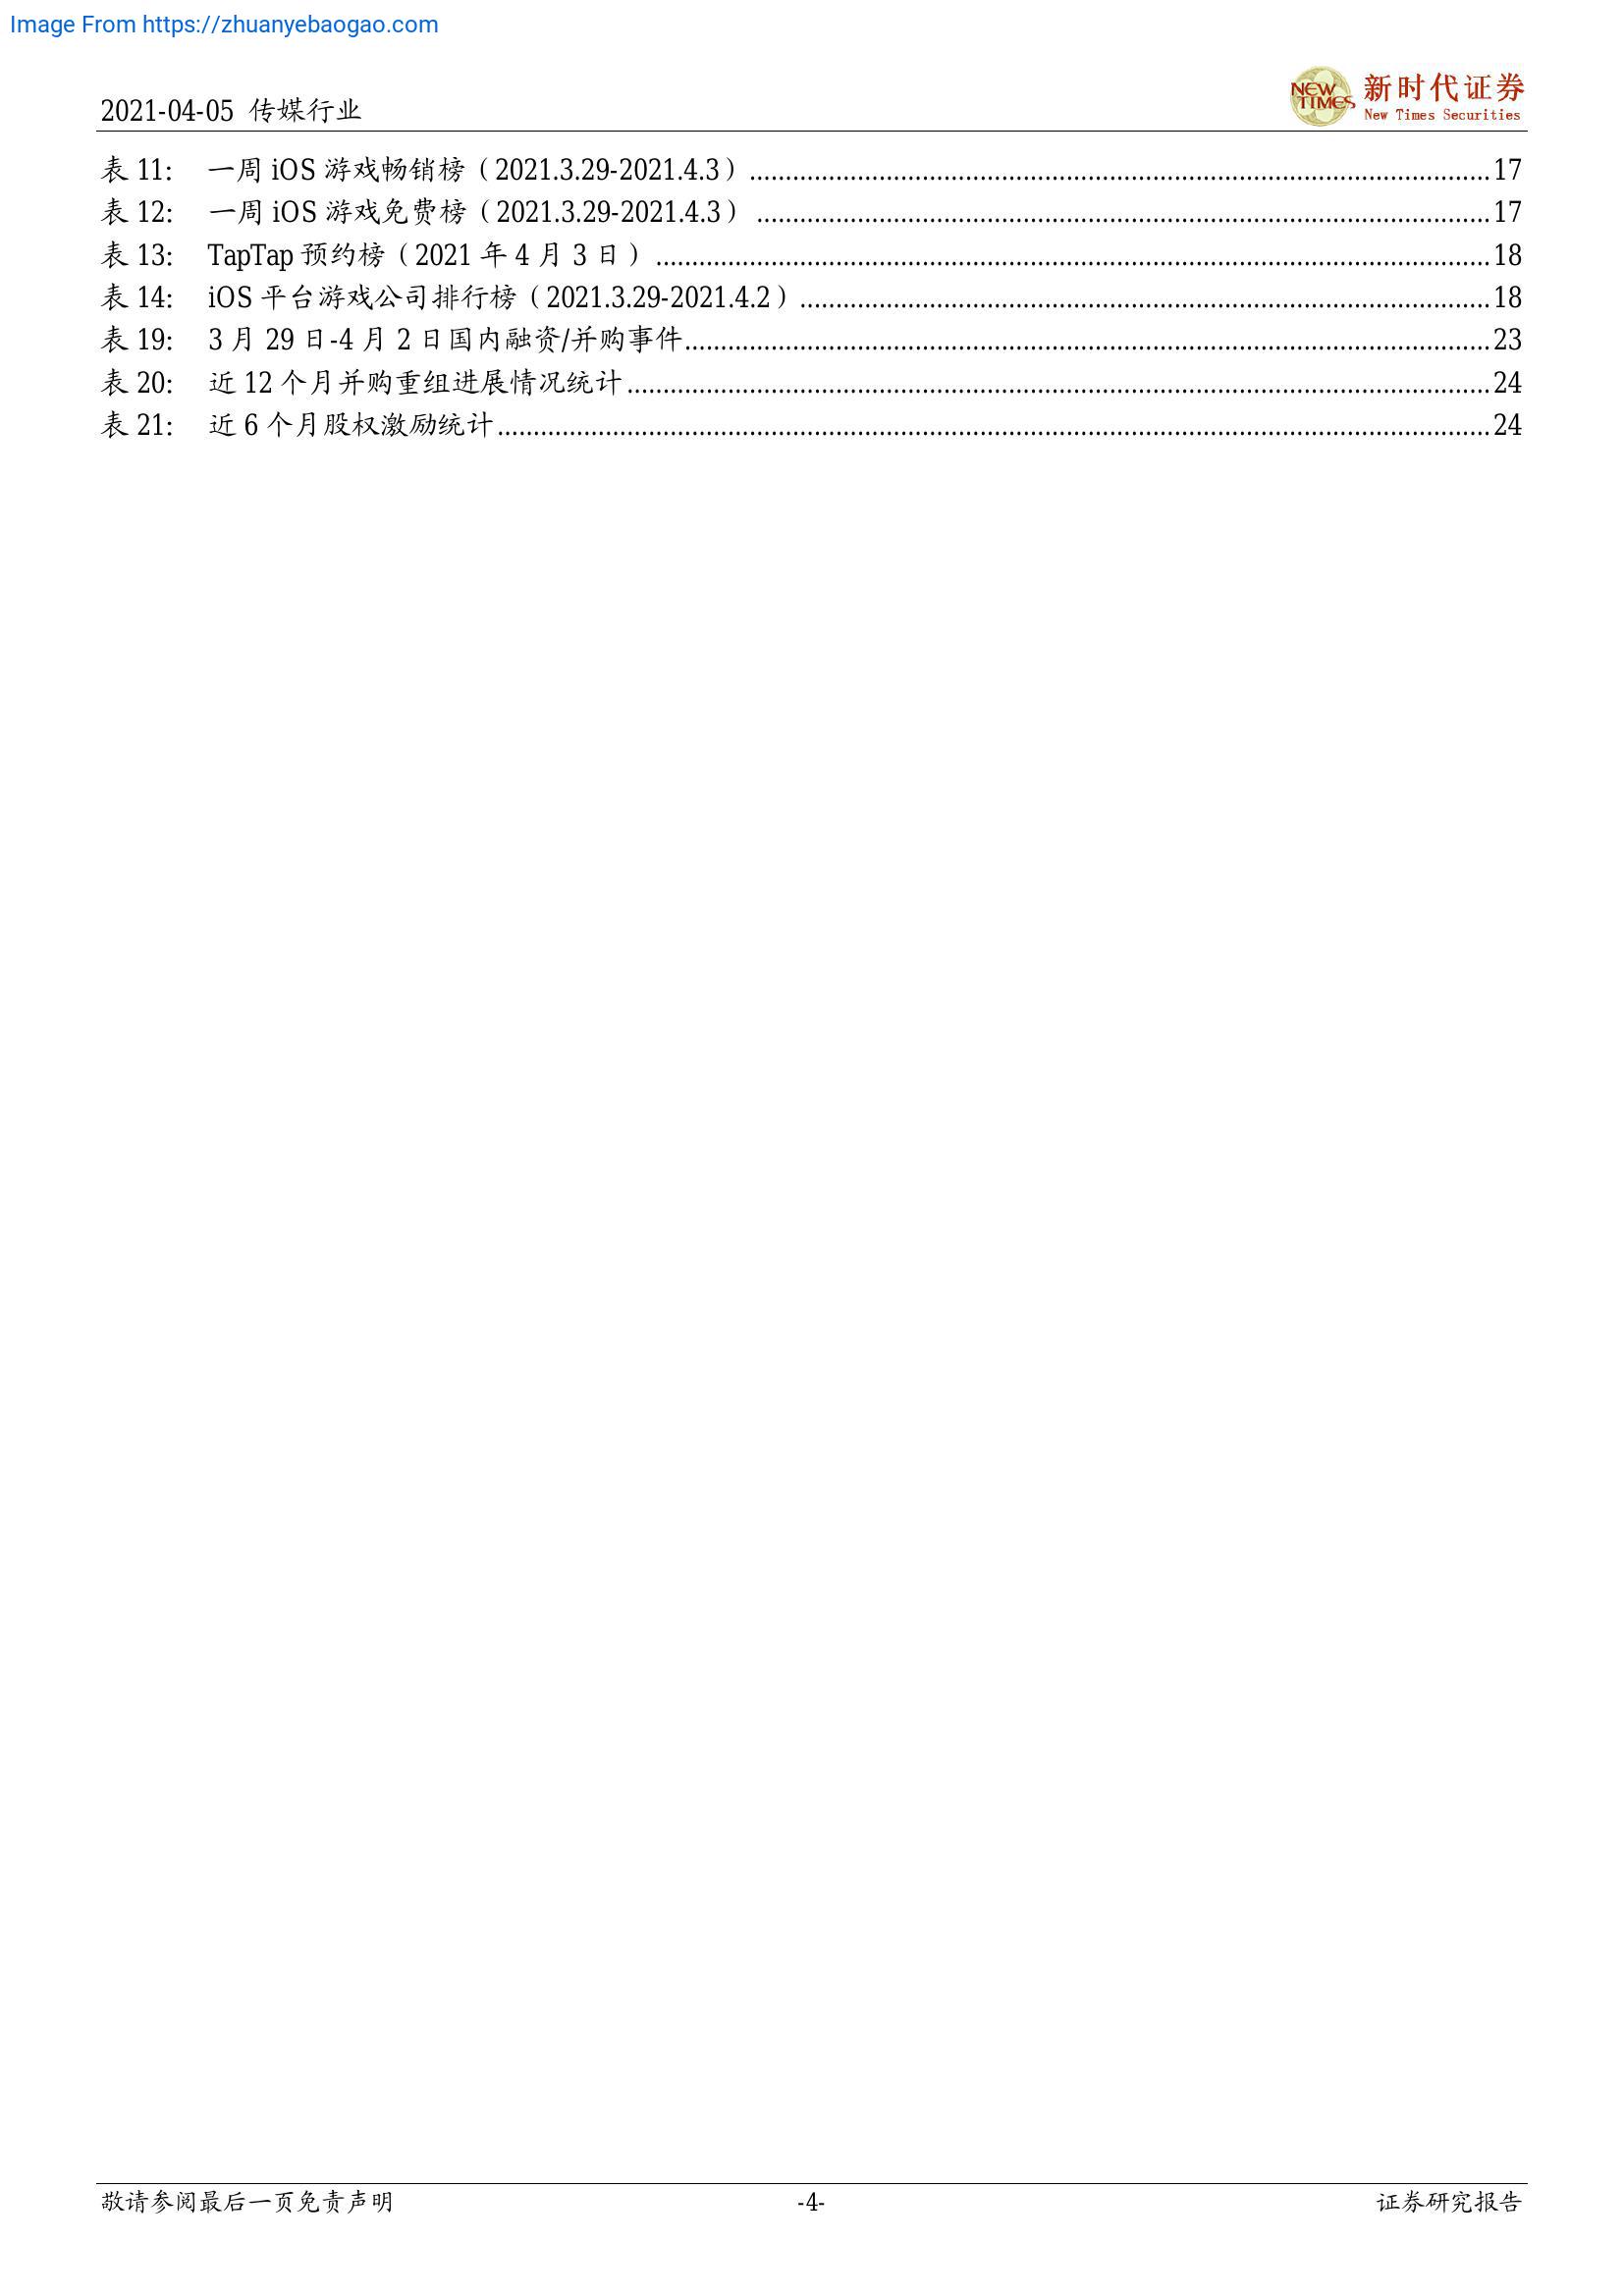 Image From https://zhuanyebaogao.com
2021-04-05 传媒行业
NEW TIMES 新时代证券
New Times Securities
表 11: 一周 iOS 游戏畅销榜（2021.3.29-2021.4.3）....................17
表 12: 一周 iOS 游戏免费榜（2021.3.29-2021.4.3）....................17
表 13: TapTap 预约榜（2021 年 4 月 3 日）....................18
表 14: iOS 平台游戏公司排行榜（2021.3.29-2021.4.2）....................18
表 19: 3 月 29 日-4 月 2 日国内融资/并购事件....................23
表 20: 近 12 个月并购重组进展情况统计....................24
表 21: 近 6 个月股权激励统计....................24
敬请参阅最后一页免责声明 -4- 证券研究报告